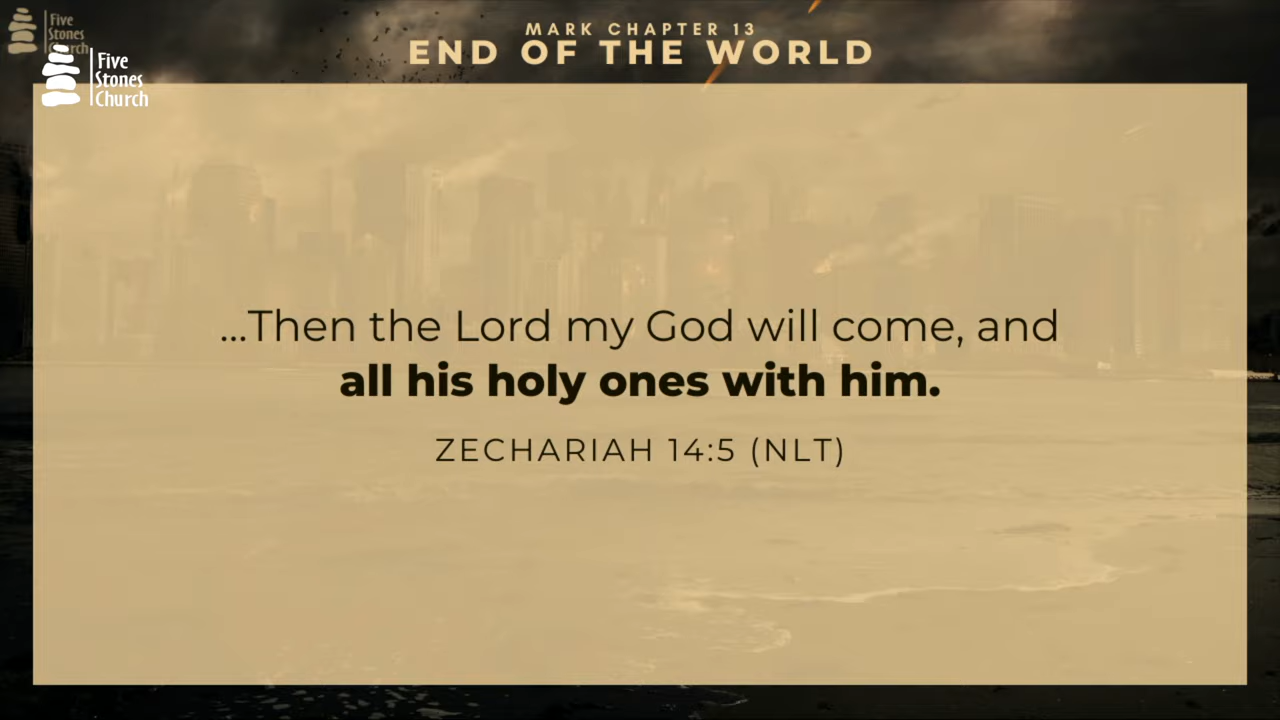 Five
Stones
Church
Five
Stones
Church
MARK CHAPTER 13
END OF THE WORLD
...Then the Lord my God will come, and
all his holy ones with him.
ZECHARIAH 14:5 (NLT)